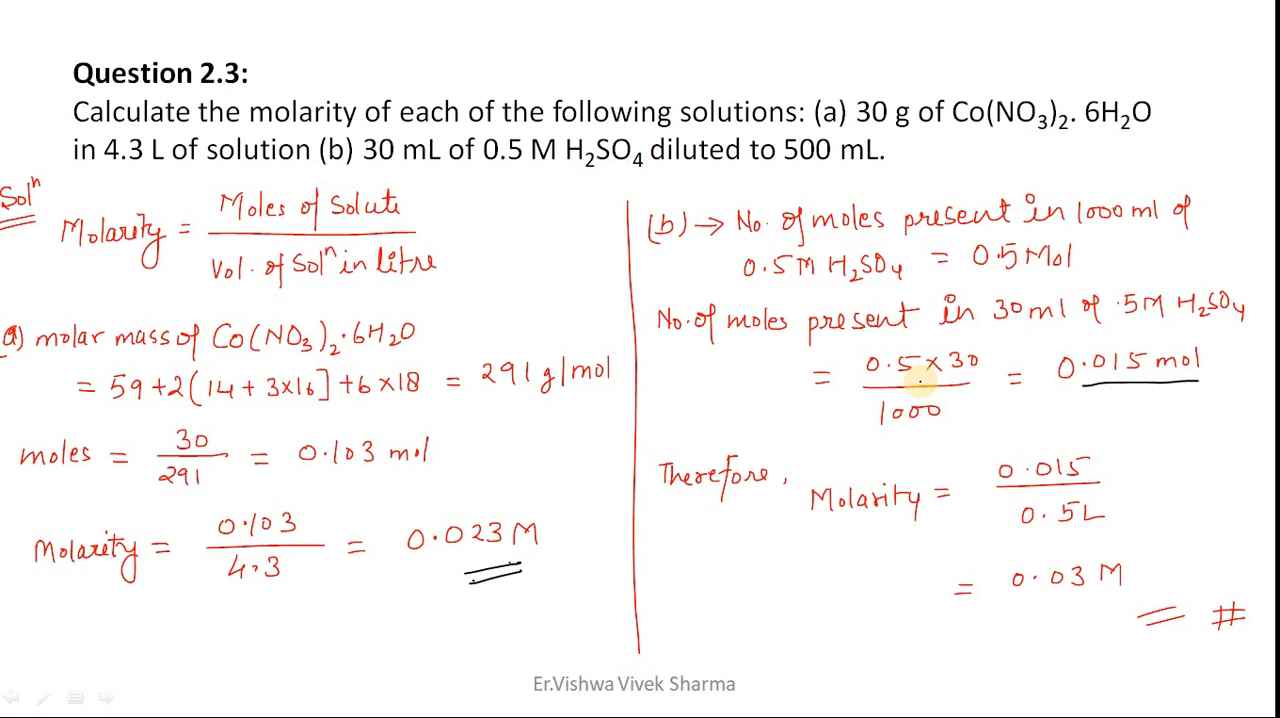 Question 2.3:
Calculate the molarity of each of the following solutions: (a) 30 g of Co(NO₃)₂. 6H₂O
in 4.3 L of solution (b) 30 mL of 0.5 M H₂SO₄ diluted to 500 mL.
Solⁿ
Molarity = Moles of Solute / Vol. of Solⁿ in litre
(a) molar mass of Co(NO₃)₂·6H₂O
= 59+2(14 + 3×16] +6×18 = 291 g/mol
moles = 30/291 = 0.103 mol
Molarity = 0.103/4.3 = 0.023 M
(b) → No. of moles present in 1000 ml of
0.5M H₂SO₄ = 0.5 Mol
No. of moles present in 30 ml of .5M H₂SO₄
= 0.5 × 30 / 1000 = 0.015 mol
Therefore, Molarity = 0.015 / 0.5L
= 0.03 M
#
Er.Vishwa Vivek Sharma